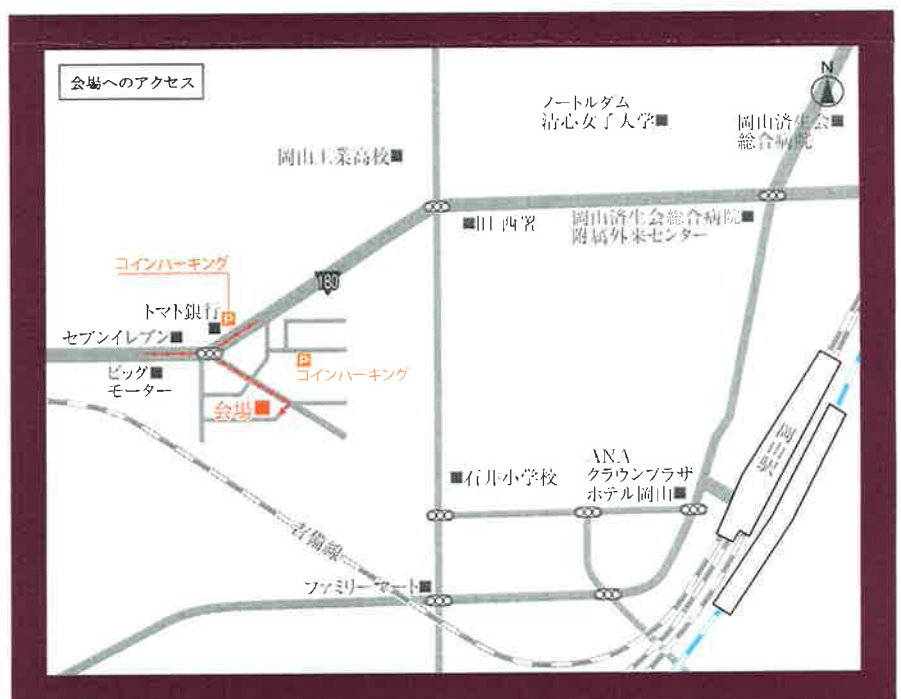 会場へのアクセス
N
ノートルダム
清心女子大学
岡山済生会
総合病院
岡山工業高校
旧西署
岡山済生会総合病院
附属外来センター
コインパーキング
180
トマト銀行
P
セブンイレブン
P
コインパーキング
ビッグ
モーター
会場
岡山駅
ANA
クラウンプラザ
ホテル岡山
石井小学校
吉備線
ファミリーマート